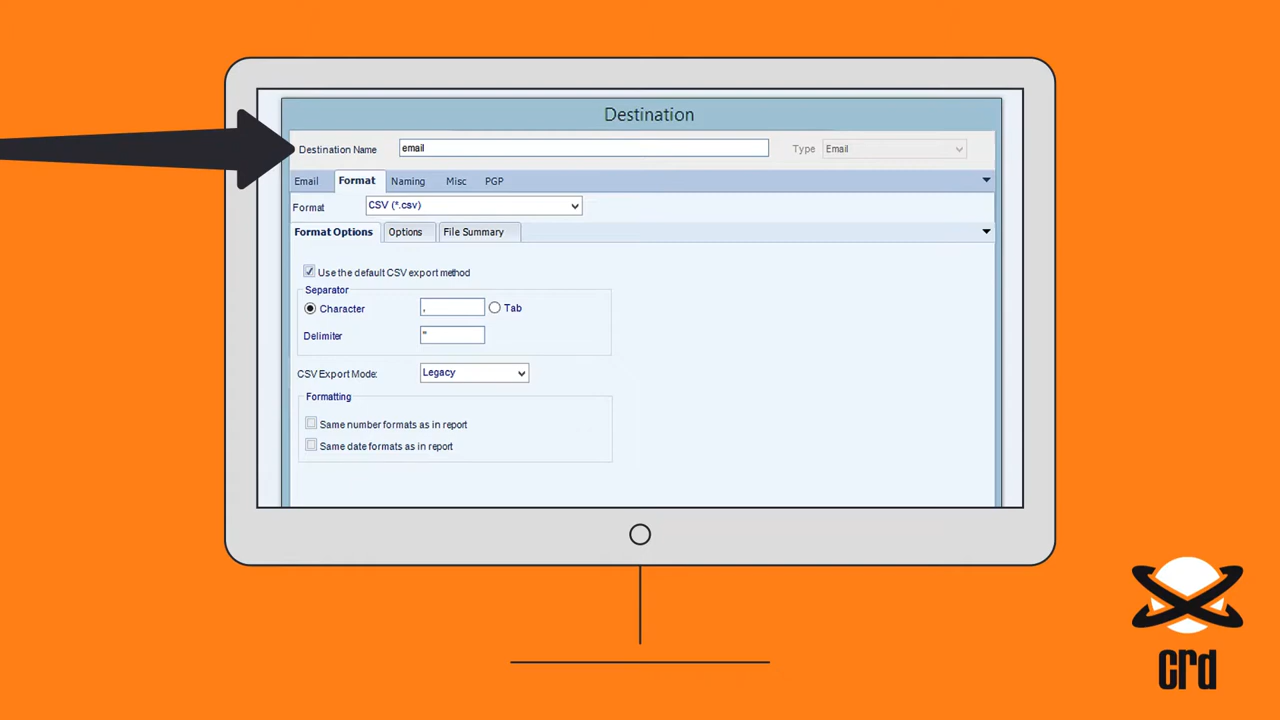 Destination
Destination Name email Type Email
Email Format Naming Misc PGP
Format CSV (*.csv)
Format Options Options File Summary
Use the default CSV export method
Separator
Character , Tab
Delimiter "
CSV Export Mode: Legacy
Formatting
Same number formats as in report
Same date formats as in report
crd